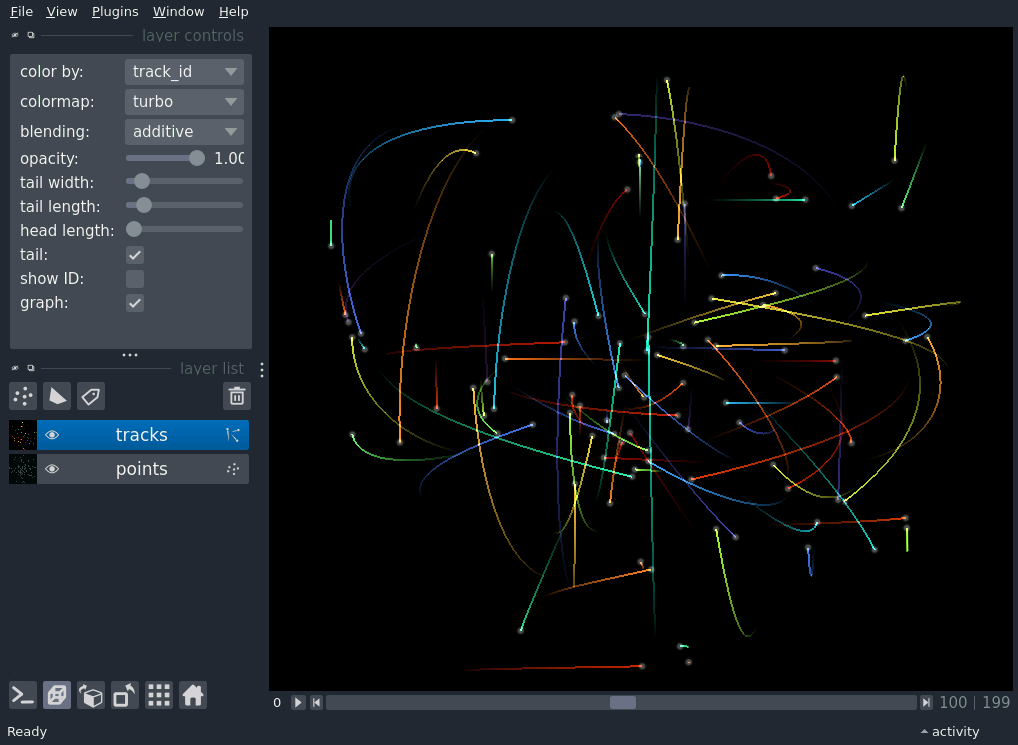 File View Plugins Window Help
layer controls
color by: track_id
colormap: turbo
blending: additive
opacity: 1.00
tail width:
tail length:
head length:
tail:
show ID:
graph:
layer list
tracks
points
0 100 | 199
Ready activity